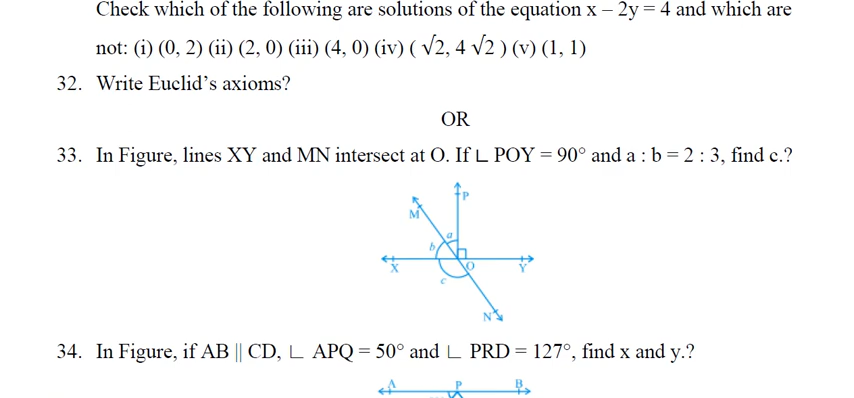 Check which of the following are solutions of the equation x – 2y = 4 and which are
not: (i) (0, 2) (ii) (2, 0) (iii) (4, 0) (iv) ( √2, 4 √2 ) (v) (1, 1)
32. Write Euclid’s axioms?
OR
33. In Figure, lines XY and MN intersect at O. If ∟ POY = 90° and a : b = 2 : 3, find c.?
P
M
a
b
X
O
Y
c
N
34. In Figure, if AB || CD, ∟ APQ = 50° and ∟ PRD = 127°, find x and y.?
A P B